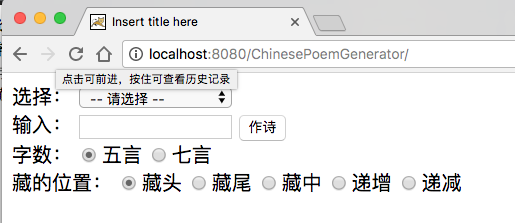 Insert title here
localhost:8080/ChinesePoemGenerator/
点击可前进，按住可查看历史记录
选择： -- 请选择 --
输入： 作诗
字数： 五言 七言
藏的位置： 藏头 藏尾 藏中 递增 递减